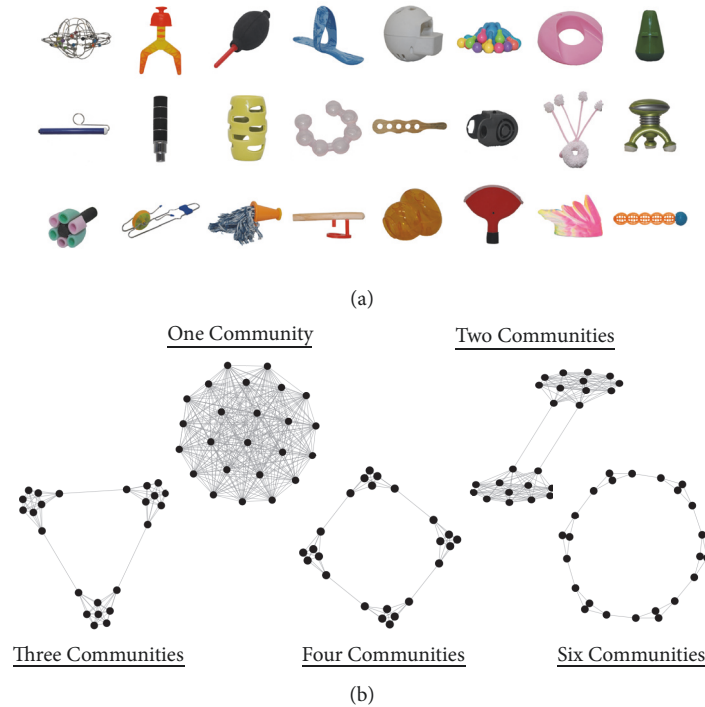 (a)
One Community
Two Communities
Three Communities
Four Communities
Six Communities
(b)